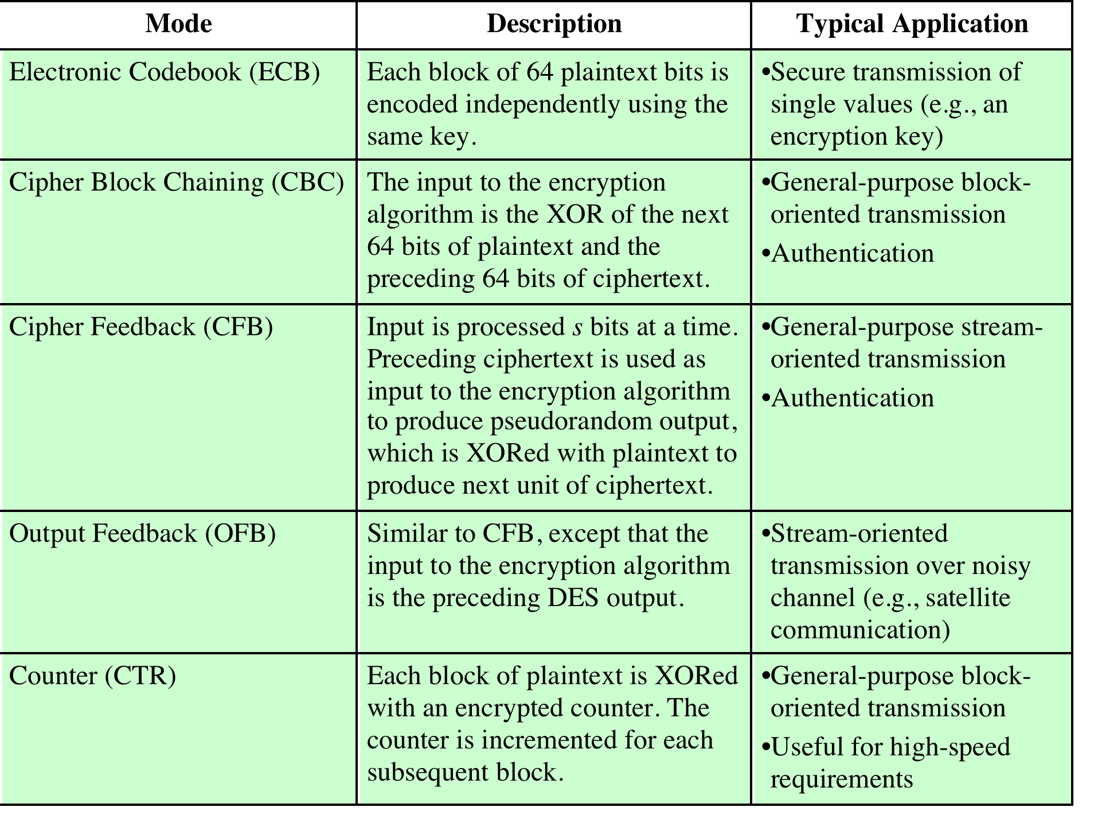 Mode
Description
Typical Application
Electronic Codebook (ECB)
Each block of 64 plaintext bits is
encoded independently using the
same key.
•Secure transmission of
single values (e.g., an
encryption key)
Cipher Block Chaining (CBC)
The input to the encryption
algorithm is the XOR of the next
64 bits of plaintext and the
preceding 64 bits of ciphertext.
•General-purpose block-
oriented transmission
•Authentication
Cipher Feedback (CFB)
Input is processed s bits at a time.
Preceding ciphertext is used as
input to the encryption algorithm
to produce pseudorandom output,
which is XORed with plaintext to
produce next unit of ciphertext.
•General-purpose stream-
oriented transmission
•Authentication
Output Feedback (OFB)
Similar to CFB, except that the
input to the encryption algorithm
is the preceding DES output.
•Stream-oriented
transmission over noisy
channel (e.g., satellite
communication)
Counter (CTR)
Each block of plaintext is XORed
with an encrypted counter. The
counter is incremented for each
subsequent block.
•General-purpose block-
oriented transmission
•Useful for high-speed
requirements